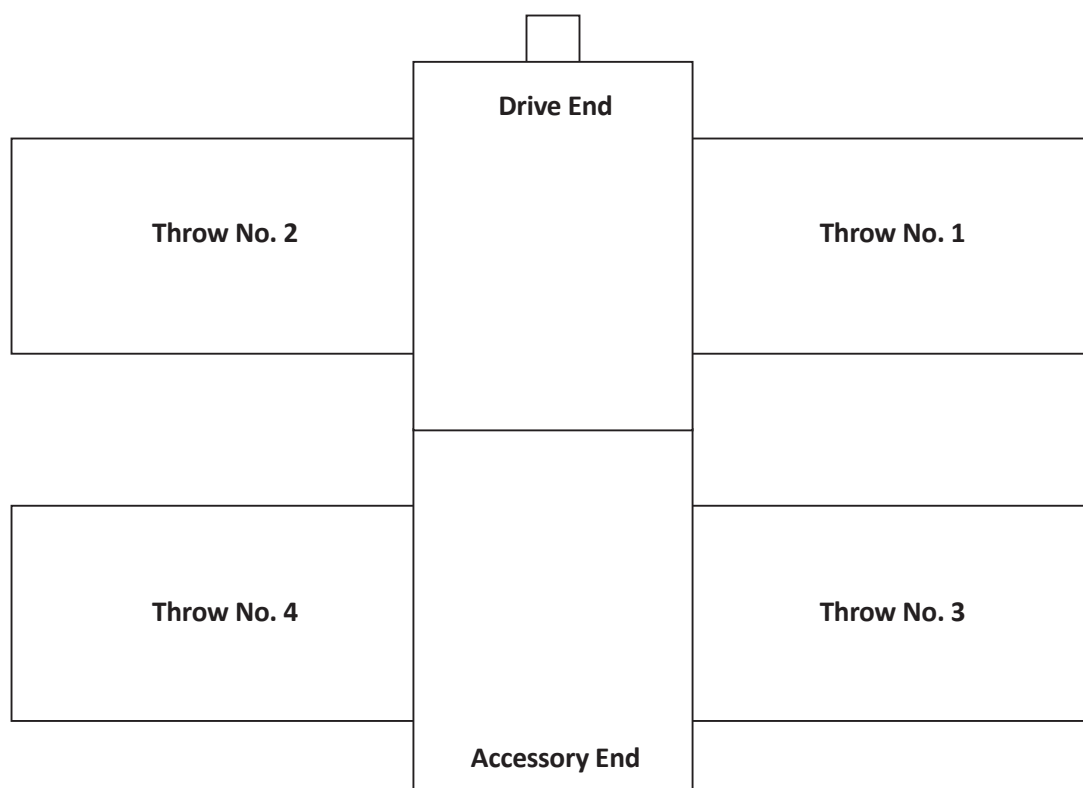 Drive End
Throw No. 2
Throw No. 1
Throw No. 4
Throw No. 3
Accessory End